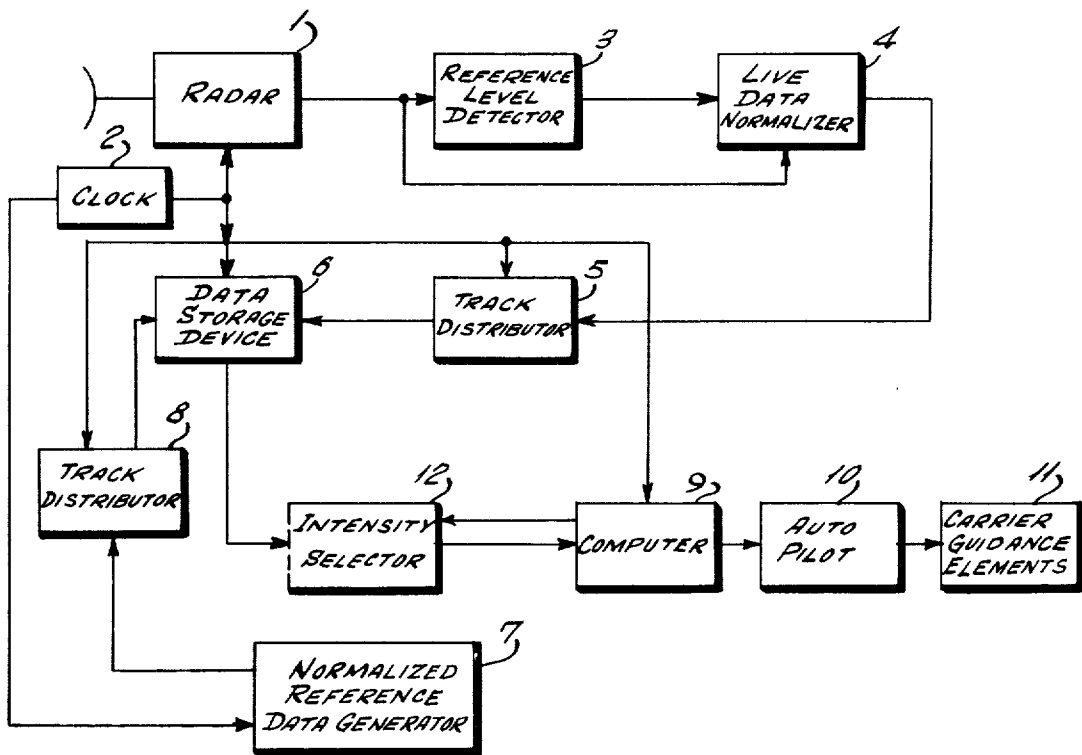 1
RADAR
2
CLOCK
3
REFERENCE
LEVEL
DETECTOR
4
LIVE
DATA
NORMALIZER
6
DATA
STORAGE
DEVICE
5
TRACK
DISTRIBUTOR
8
TRACK
DISTRIBUTOR
12
INTENSITY
SELECTOR
9
COMPUTER
10
AUTO
PILOT
11
CARRIER
GUIDANCE
ELEMENTS
7
NORMALIZED
REFERENCE
DATA GENERATOR